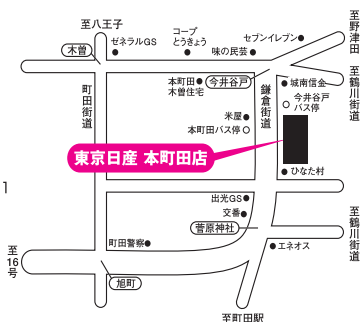 至八王子
コープ
とうきょう
セブンイレブン
至野津田
木曽
ゼネラルGS
味の民芸
本町田
木曽住宅
今井谷戸
城南信金
至鶴川街道
町田街道
鎌倉街道
今井谷戸
バス停
米屋
本町田バス停
東京日産 本町田店
ひなた村
1
出光GS
交番
菅原神社
至鶴川街道
至
16
号
町田警察
エネオス
旭町
至町田駅